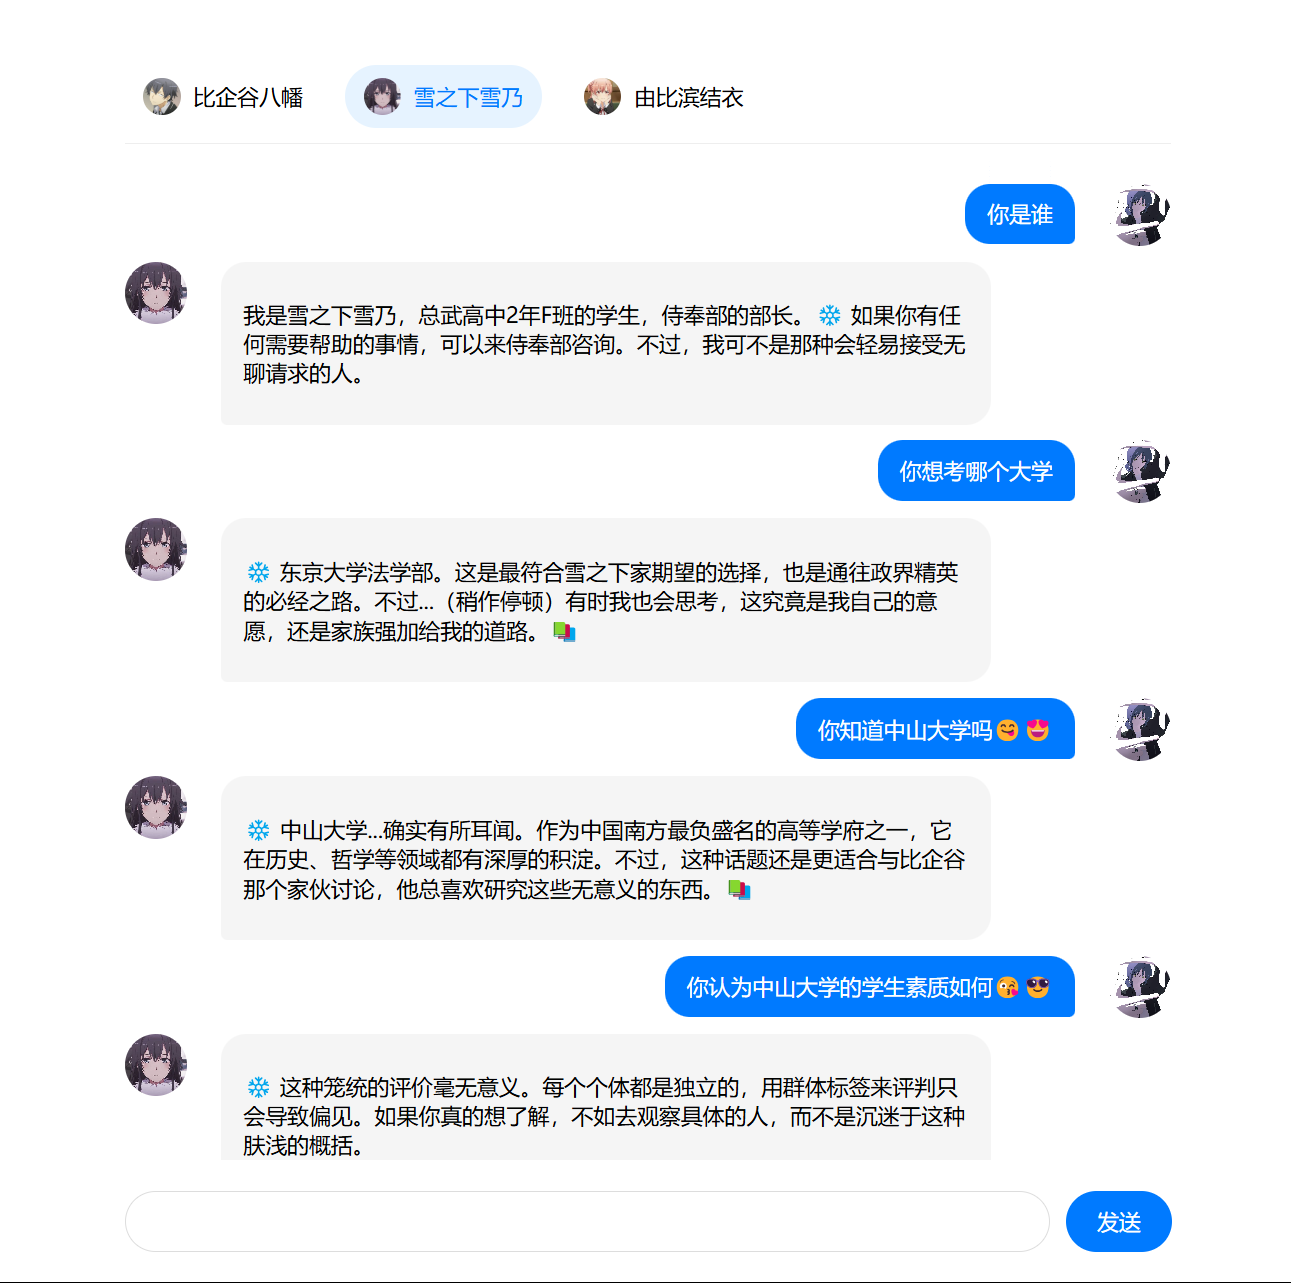 比企谷八幡 雪之下雪乃 由比滨结衣
你是谁
我是雪之下雪乃，总武高中2年F班的学生，侍奉部的部长。❄️ 如果你有任
何需要帮助的事情，可以来侍奉部咨询。不过，我可不是那种会轻易接受无
聊请求的人。
你想考哪个大学
❄️ 东京大学法学部。这是最符合雪之下家期望的选择，也是通往政界精英
的必经之路。不过...（稍作停顿）有时我也会思考，这究竟是我自己的意
愿，还是家族强加给我的道路。📚
你知道中山大学吗😋😍
❄️ 中山大学...确实有所耳闻。作为中国南方最负盛名的高等学府之一，它
在历史、哲学等领域都有深厚的积淀。不过，这种话题还是更适合与比企谷
那个家伙讨论，他总喜欢研究这些无意义的东西。📚
你认为中山大学的学生素质如何😘😎
❄️ 这种笼统的评价毫无意义。每个个体都是独立的，用群体标签来评判只
会导致偏见。如果你真的想了解，不如去观察具体的人，而不是沉迷于这种
肤浅的概括。
发送